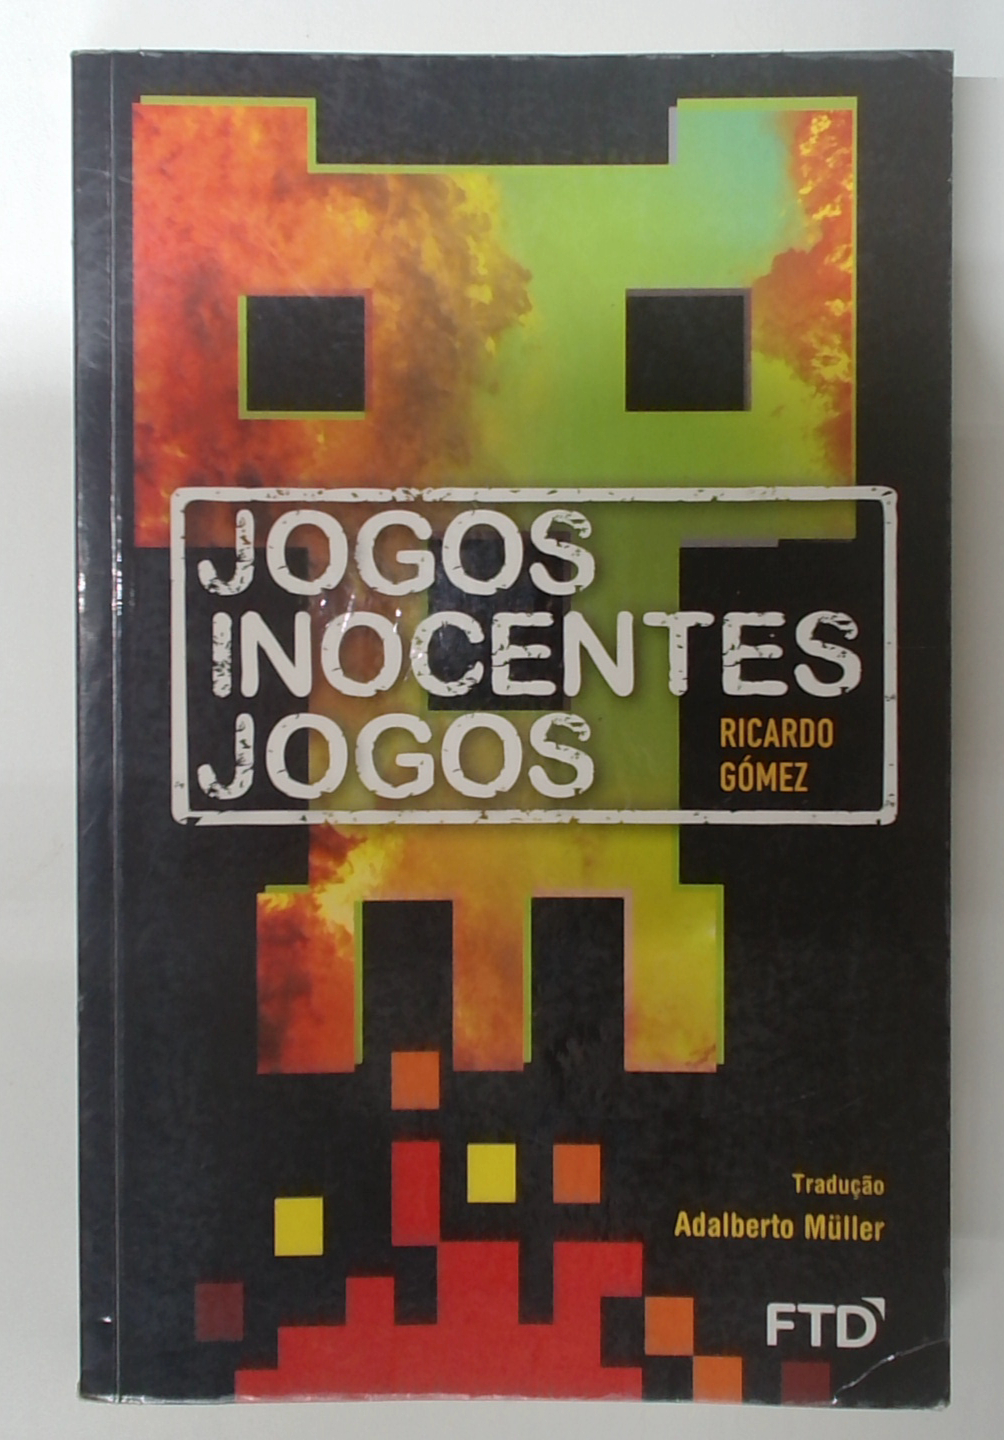 JOGOS
INOCENTES
JOGOS
RICARDO
GÓMEZ
Tradução
Adalberto Müller
FTD